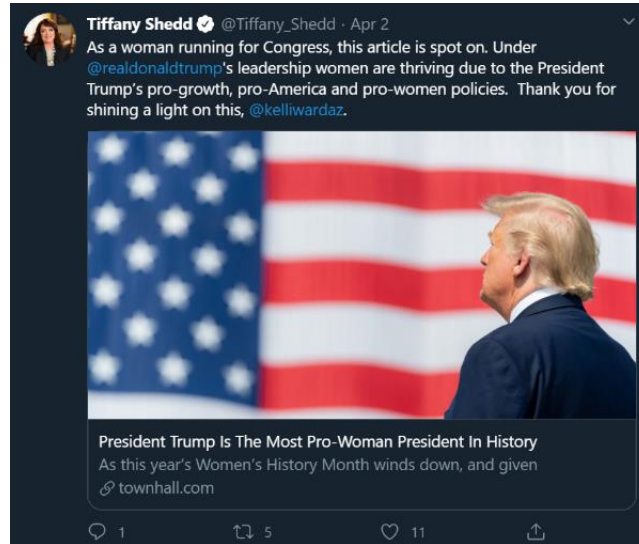 Tiffany Shedd @Tiffany_Shedd · Apr 2
As a woman running for Congress, this article is spot on. Under
@realdonaldtrump's leadership women are thriving due to the President
Trump's pro-growth, pro-America and pro-women policies. Thank you for
shining a light on this, @kelliwardaz.
President Trump Is The Most Pro-Woman President In History
As this year's Women's History Month winds down, and given
townhall.com
1 5 11